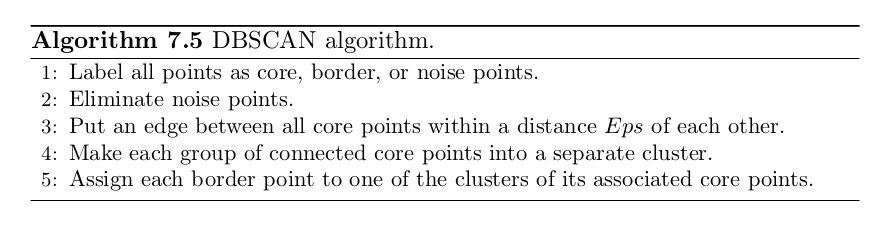 Algorithm 7.5 DBSCAN algorithm.
1: Label all points as core, border, or noise points.
2: Eliminate noise points.
3: Put an edge between all core points within a distance Eps of each other.
4: Make each group of connected core points into a separate cluster.
5: Assign each border point to one of the clusters of its associated core points.